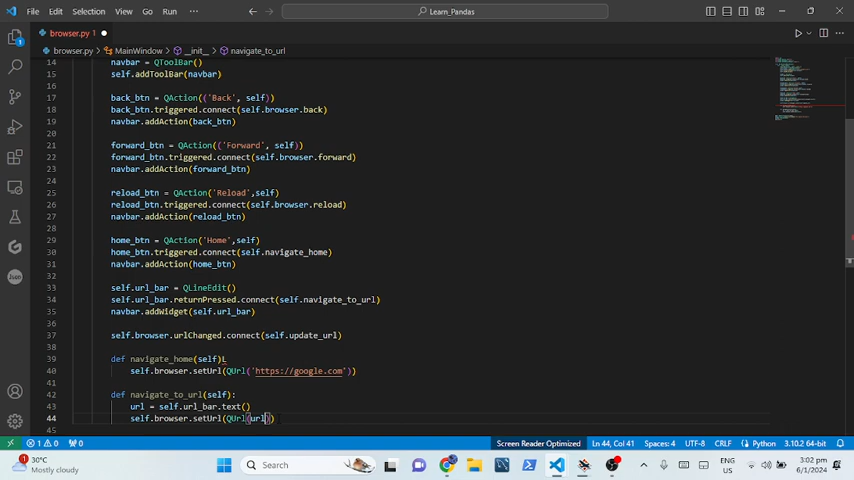 File Edit Selection View Go Run ... Learn_Pandas
browser.py 1
browser.py > MainWindow > __init__ > navigate_to_url
14 navbar = QToolBar()
15 self.addToolBar(navbar)
16
17 back_btn = QAction(('Back', self))
18 back_btn.triggered.connect(self.browser.back)
19 navbar.addAction(back_btn)
20
21 forward_btn = QAction(('Forward', self))
22 forward_btn.triggered.connect(self.browser.forward)
23 navbar.addAction(forward_btn)
24
25 reload_btn = QAction('Reload',self)
26 reload_btn.triggered.connect(self.browser.reload)
27 navbar.addAction(reload_btn)
28
29 home_btn = QAction('Home',self)
30 home_btn.triggered.connect(self.navigate_home)
31 navbar.addAction(home_btn)
32
33 self.url_bar = QLineEdit()
34 self.url_bar.returnPressed.connect(self.navigate_to_url)
35 navbar.addWidget(self.url_bar)
36
37 self.browser.urlChanged.connect(self.update_url)
38
39 def navigate_home(self)L
40 self.browser.setUrl(QUrl('https://google.com'))
41
42 def navigate_to_url(self):
43 url = self.url_bar.text()
44 self.browser.setUrl(QUrl(url))
45
1 0 0 Screen Reader Optimized Ln 44, Col 41 Spaces: 4 UTF-8 CRLF Python 3.10.2 64-bit
30°C
Mostly cloudy
Search
ENG
US
3:02 pm
6/1/2024